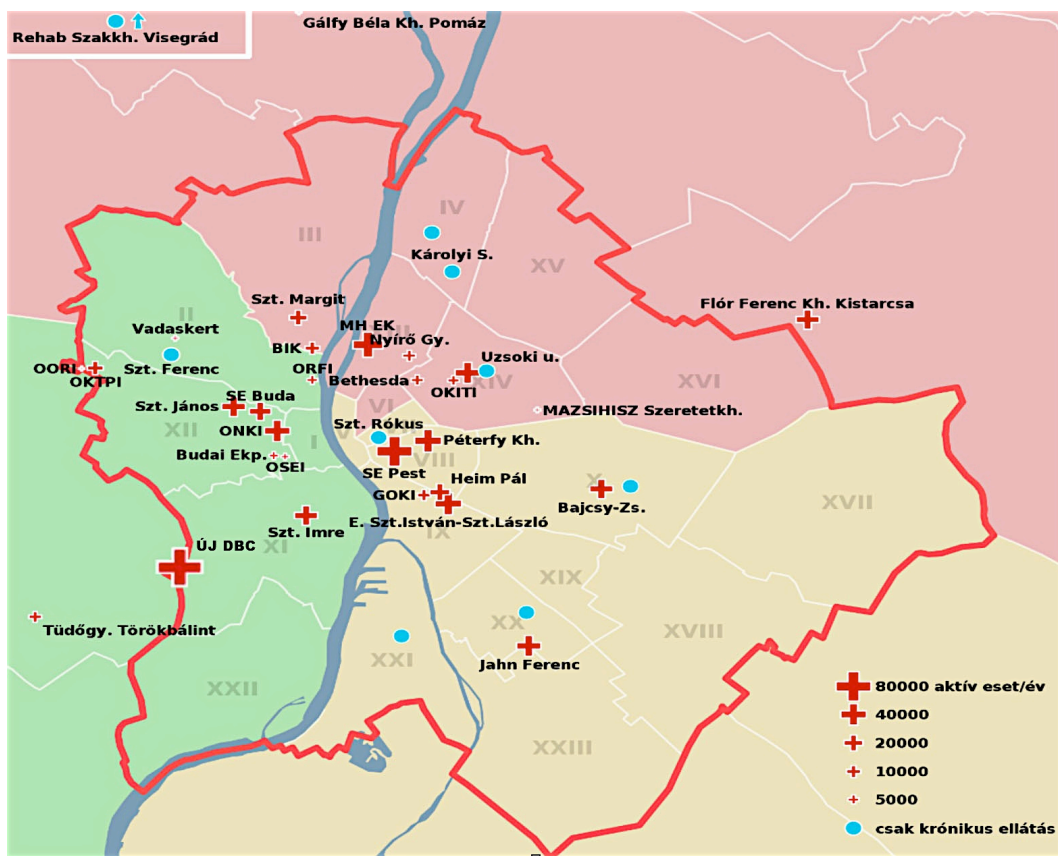 Gálfy Béla Kh. Pomáz
Rehab Szakkh. Visegrád
IV
III
Károlyi S.
XV
Szt. Margit
Flór Ferenc Kh. Kistarcsa
II
Vadaskert
MH EK
Nyírő Gy.
BIK
Uzsoki u.
Szt. Ferenc
OORI
OKTPI
ORFI
Bethesda
OKITI
XIV
XVI
SE Buda
Szt. János
VI
MAZSIHISZ Szeretetkh.
Szt. Rókus
XII
ONKI
I
V
Péterfy Kh.
Budai Ekp.
OSEI
VIII
SE Pest
Heim Pál
X
XVII
GOKI
Bajcsy-Zs.
E. Szt.István-Szt.László
Szt. Imre
IX
XI
ÚJ DBC
XIX
Tüdőgy. Törökbálint
XX
XVIII
XXI
Jahn Ferenc
XXII
80000 aktív eset/év
40000
XXIII
20000
10000
5000
csak krónikus ellátás